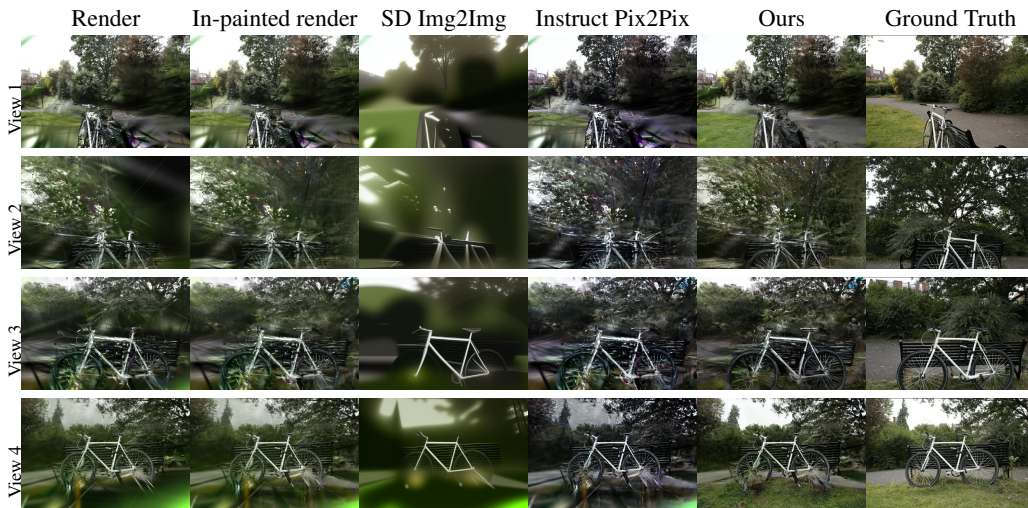 Render In-painted render SD Img2Img Instruct Pix2Pix Ours Ground Truth
View 1
View 2
View 3
View 4